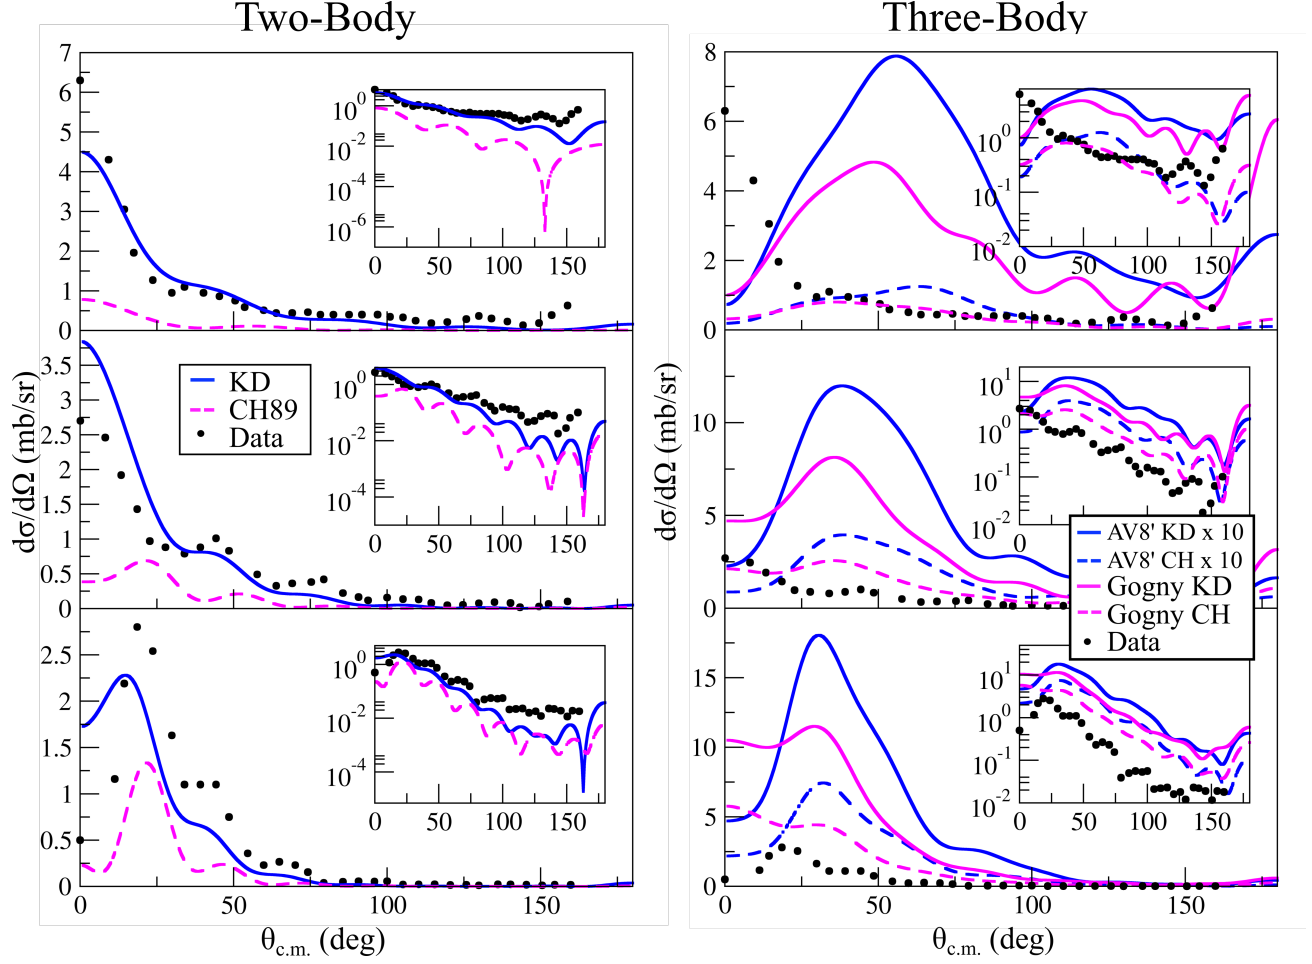 Two-Body
Three-Body
7
6
5
4
3
2
1
0
10^0
10^-2
10^-4
10^-6
0 50 100 150
8
6
4
2
0
10^0
10^-1
10^-2
0 50 100 150
dσ/dΩ (mb/sr)
3.5
3
2.5
2
1.5
1
0.5
0
KD
CH89
Data
10^0
10^-2
10^-4
0 50 100 150
dσ/dΩ (mb/sr)
10
5
0
10^1
10^0
10^-1
10^-2
0
AV8' KD x 10
AV8' CH x 10
Gogny KD
Gogny CH
Data
2.5
2
1.5
1
0.5
0
10^0
10^-2
10^-4
0 50 100 150
0 50 100 150
θc.m. (deg)
15
10
5
0
10^1
10^0
10^-1
10^-2
0 50 100 150
0 50 100 150
θc.m. (deg)